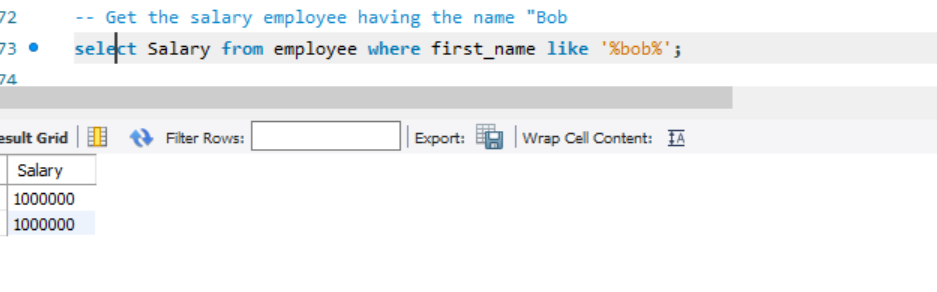 72 -- Get the salary employee having the name "Bob
73 select Salary from employee where first_name like '%bob%';
74
esult Grid Filter Rows: Export: Wrap Cell Content: IA
Salary
1000000
1000000